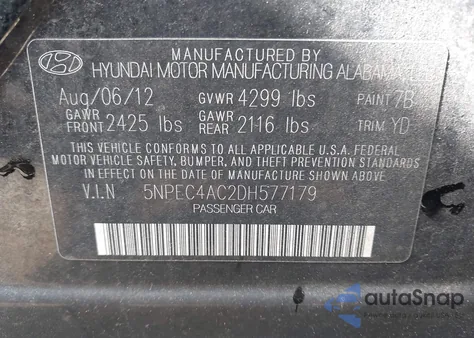 MANUFACTURED BY
HYUNDAI MOTOR MANUFACTURING ALABAMA,
Aug/06/12 GVWR 4299 lbs PAINT 7B
GAWR FRONT 2425 lbs GAWR REAR 2116 lbs TRIM YD
THIS VEHICLE CONFORMS TO ALL APPLICABLE U.S. FEDERAL
MOTOR VEHICLE SAFETY, BUMPER, AND THEFT PREVENTION STANDARDS
IN EFFECT ON THE DATE OF MANUFACTURE SHOWN ABOVE.
V.I.N 5NPEC4AC2DH577179
PASSENGER CAR
autoSnap